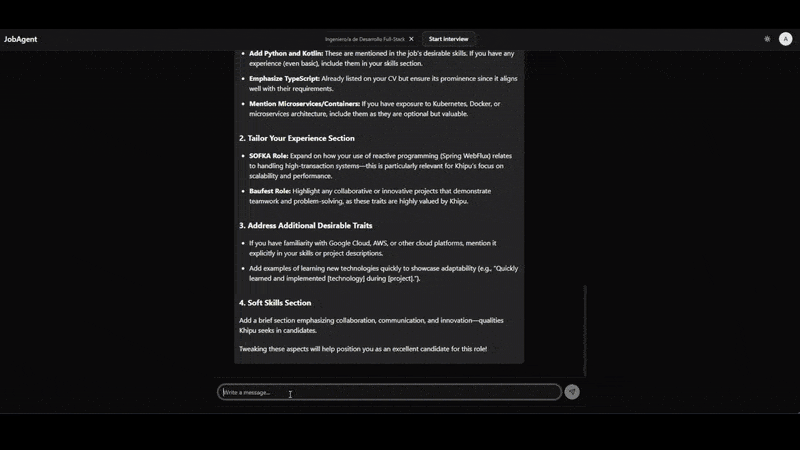 JobAgent
Ingeniero/a de Desarrollo Full-Stack ✕ Start interview
A
• Add Python and Kotlin: These are mentioned in the job's desirable skills. If you have any
experience (even basic), include them in your skills section.
• Emphasize TypeScript: Already listed on your CV but ensure its prominence since it aligns
well with their requirements.
• Mention Microservices/Containers: If you have exposure to Kubernetes, Docker, or
microservices architecture, include them as they are optional but valuable.
2. Tailor Your Experience Section
• SOFKA Role: Expand on how your use of reactive programming (Spring WebFlux) relates
to handling high-transaction systems—this is particularly relevant for Khipu's focus on
scalability and performance.
• Baufest Role: Highlight any collaborative or innovative projects that demonstrate
teamwork and problem-solving, as these traits are highly valued by Khipu.
3. Address Additional Desirable Traits
• If you have familiarity with Google Cloud, AWS, or other cloud platforms, mention it
explicitly in your skills or project descriptions.
• Add examples of learning new technologies quickly to showcase adaptability (e.g., "Quickly
learned and implemented [technology] during [project].").
4. Soft Skills Section
Add a brief section emphasizing collaboration, communication, and innovation—qualities
Khipu seeks in candidates.
Tweaking these aspects will help position you as an excellent candidate for this role!
Write a message...